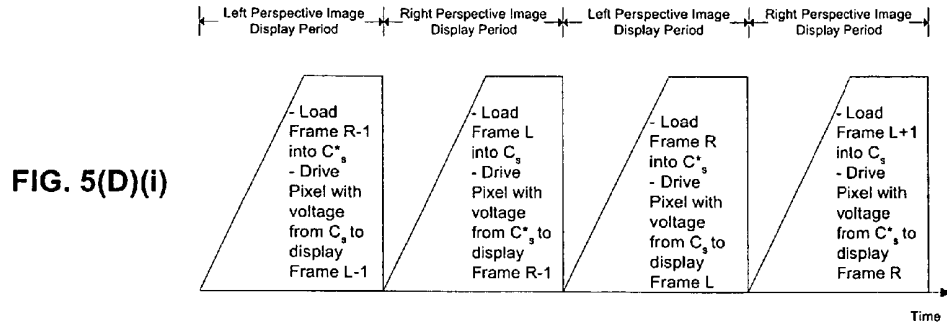 Left Perspective Image
Display Period
Right Perspective Image
Display Period
Left Perspective Image
Display Period
Right Perspective Image
Display Period
FIG. 5(D)(i)
- Load
Frame R-1
into C*s
- Drive
Pixel with
voltage
from Cs to
display
Frame L-1
- Load
Frame L
into Cs
- Drive
Pixel with
voltage
from C*s to
display
Frame R-1
- Load
Frame R
into C*s
- Drive
Pixel with
voltage
from Cs to
display
Frame L
- Load
Frame L+1
into Cs
- Drive
Pixel with
voltage
from C*s to
display
Frame R
Time